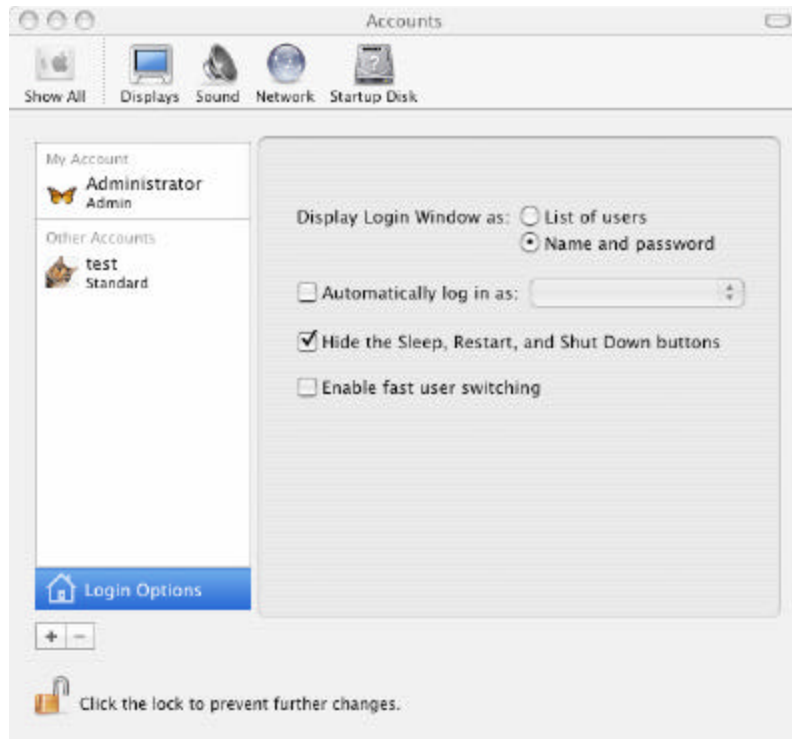 Accounts
Show All Displays Sound Network Startup Disk
My Account
Administrator
Admin
Other Accounts
test
Standard
Login Options
Display Login Window as: List of users
Name and password
Automatically log in as:
Hide the Sleep, Restart, and Shut Down buttons
Enable fast user switching
Click the lock to prevent further changes.